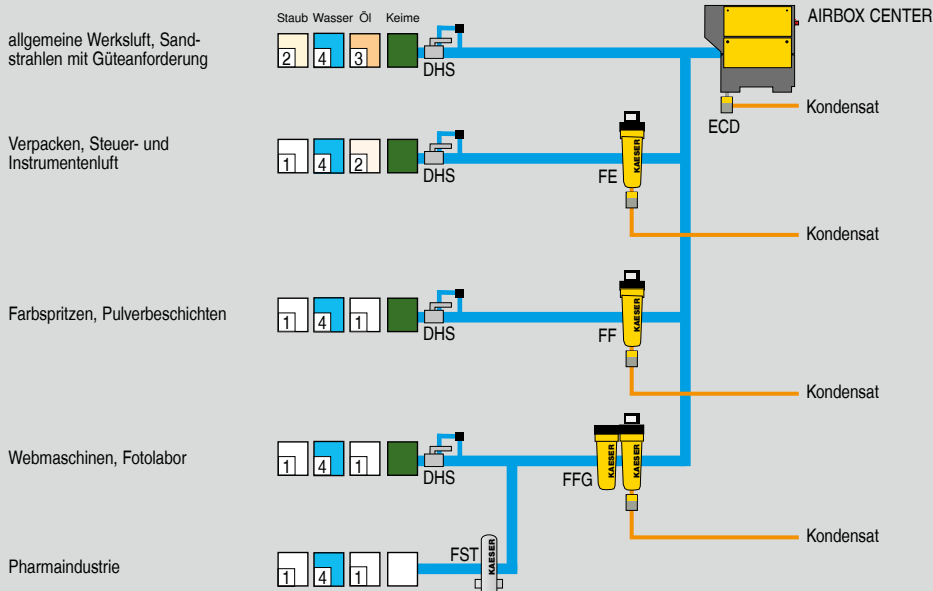 Staub Wasser Öl Keime
AIRBOX CENTER
allgemeine Werksluft, Sand-
strahlen mit Güteanforderung
2 4 3
DHS
ECD
Kondensat
Verpacken, Steuer- und
Instrumentenluft
1 4 2
DHS
FE
KAESER
Kondensat
Farbspritzen, Pulverbeschichten
1 4 1
DHS
FF
KAESER
Kondensat
Webmaschinen, Fotolabor
1 4 1
DHS
FFG
KAESER
KAESER
Kondensat
Pharmaindustrie
1 4 1
FST
KAESER